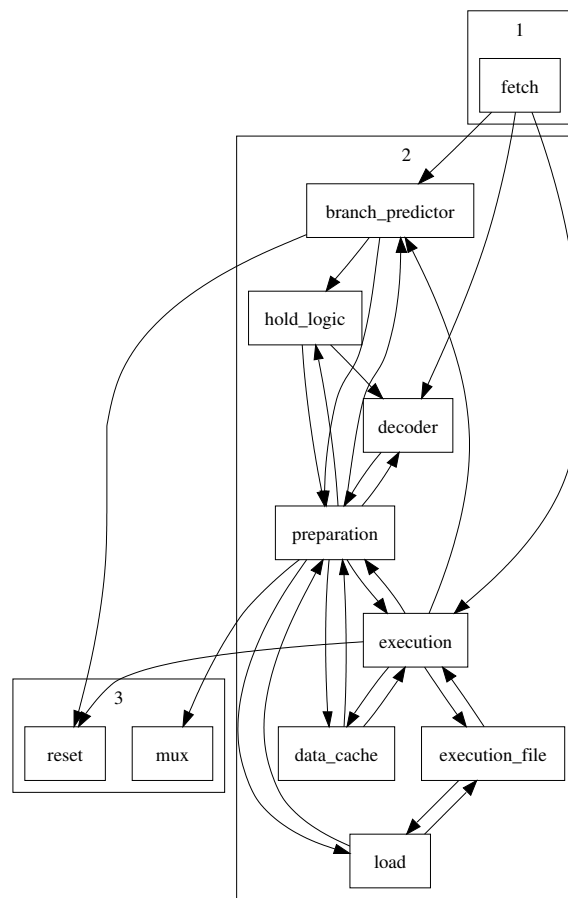 1
fetch
2
branch_predictor
hold_logic
decoder
preparation
execution
3
reset
mux
data_cache
execution_file
load